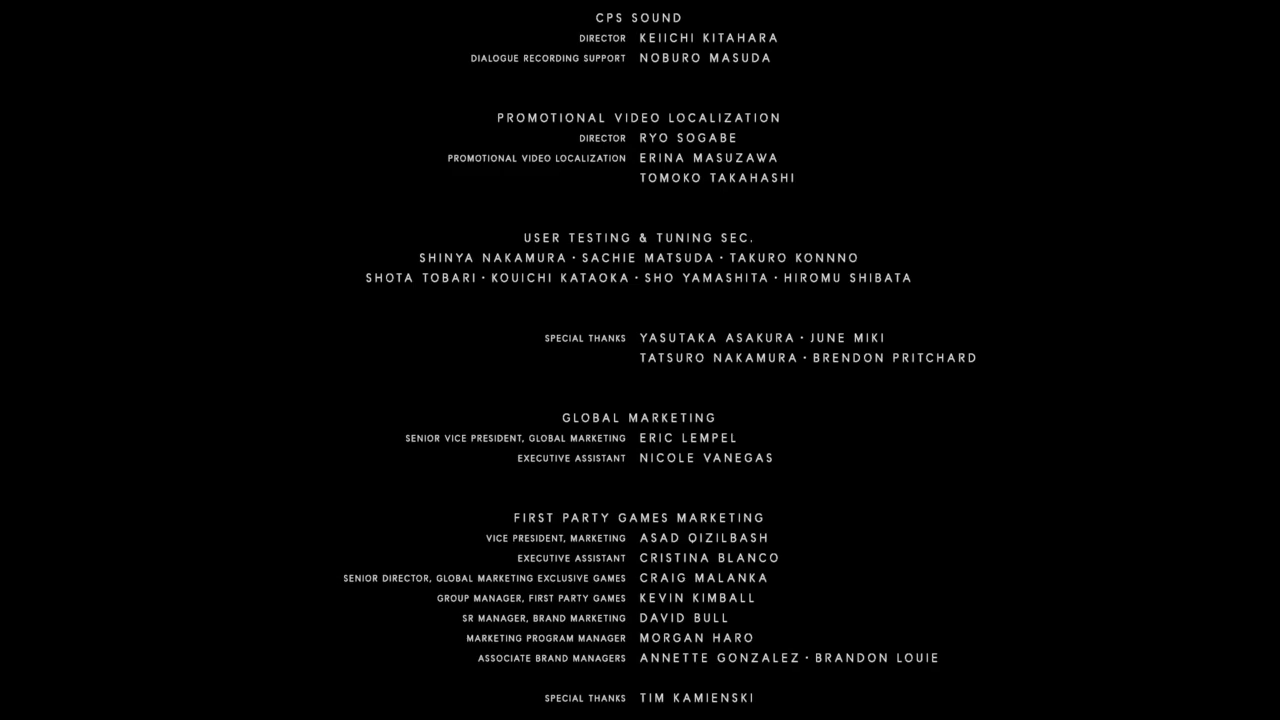 CPS SOUND
DIRECTOR KEIICHI KITAHARA
DIALOGUE RECORDING SUPPORT NOBURO MASUDA
PROMOTIONAL VIDEO LOCALIZATION
DIRECTOR RYO SOGABE
PROMOTIONAL VIDEO LOCALIZATION ERINA MASUZAWA
TOMOKO TAKAHASHI
USER TESTING & TUNING SEC.
SHINYA NAKAMURA · SACHIE MATSUDA · TAKURO KONNNO
SHOTA TOBARI · KOUICHI KATAOKA · SHO YAMASHITA · HIROMU SHIBATA
SPECIAL THANKS YASUTAKA ASAKURA · JUNE MIKI
TATSURO NAKAMURA · BRENDON PRITCHARD
GLOBAL MARKETING
SENIOR VICE PRESIDENT, GLOBAL MARKETING ERIC LEMPEL
EXECUTIVE ASSISTANT NICOLE VANEGAS
FIRST PARTY GAMES MARKETING
VICE PRESIDENT, MARKETING ASAD QIZILBASH
EXECUTIVE ASSISTANT CRISTINA BLANCO
SENIOR DIRECTOR, GLOBAL MARKETING EXCLUSIVE GAMES CRAIG MALANKA
GROUP MANAGER, FIRST PARTY GAMES KEVIN KIMBALL
SR MANAGER, BRAND MARKETING DAVID BULL
MARKETING PROGRAM MANAGER MORGAN HARO
ASSOCIATE BRAND MANAGERS ANNETTE GONZALEZ · BRANDON LOUIE
SPECIAL THANKS TIM KAMIENSKI